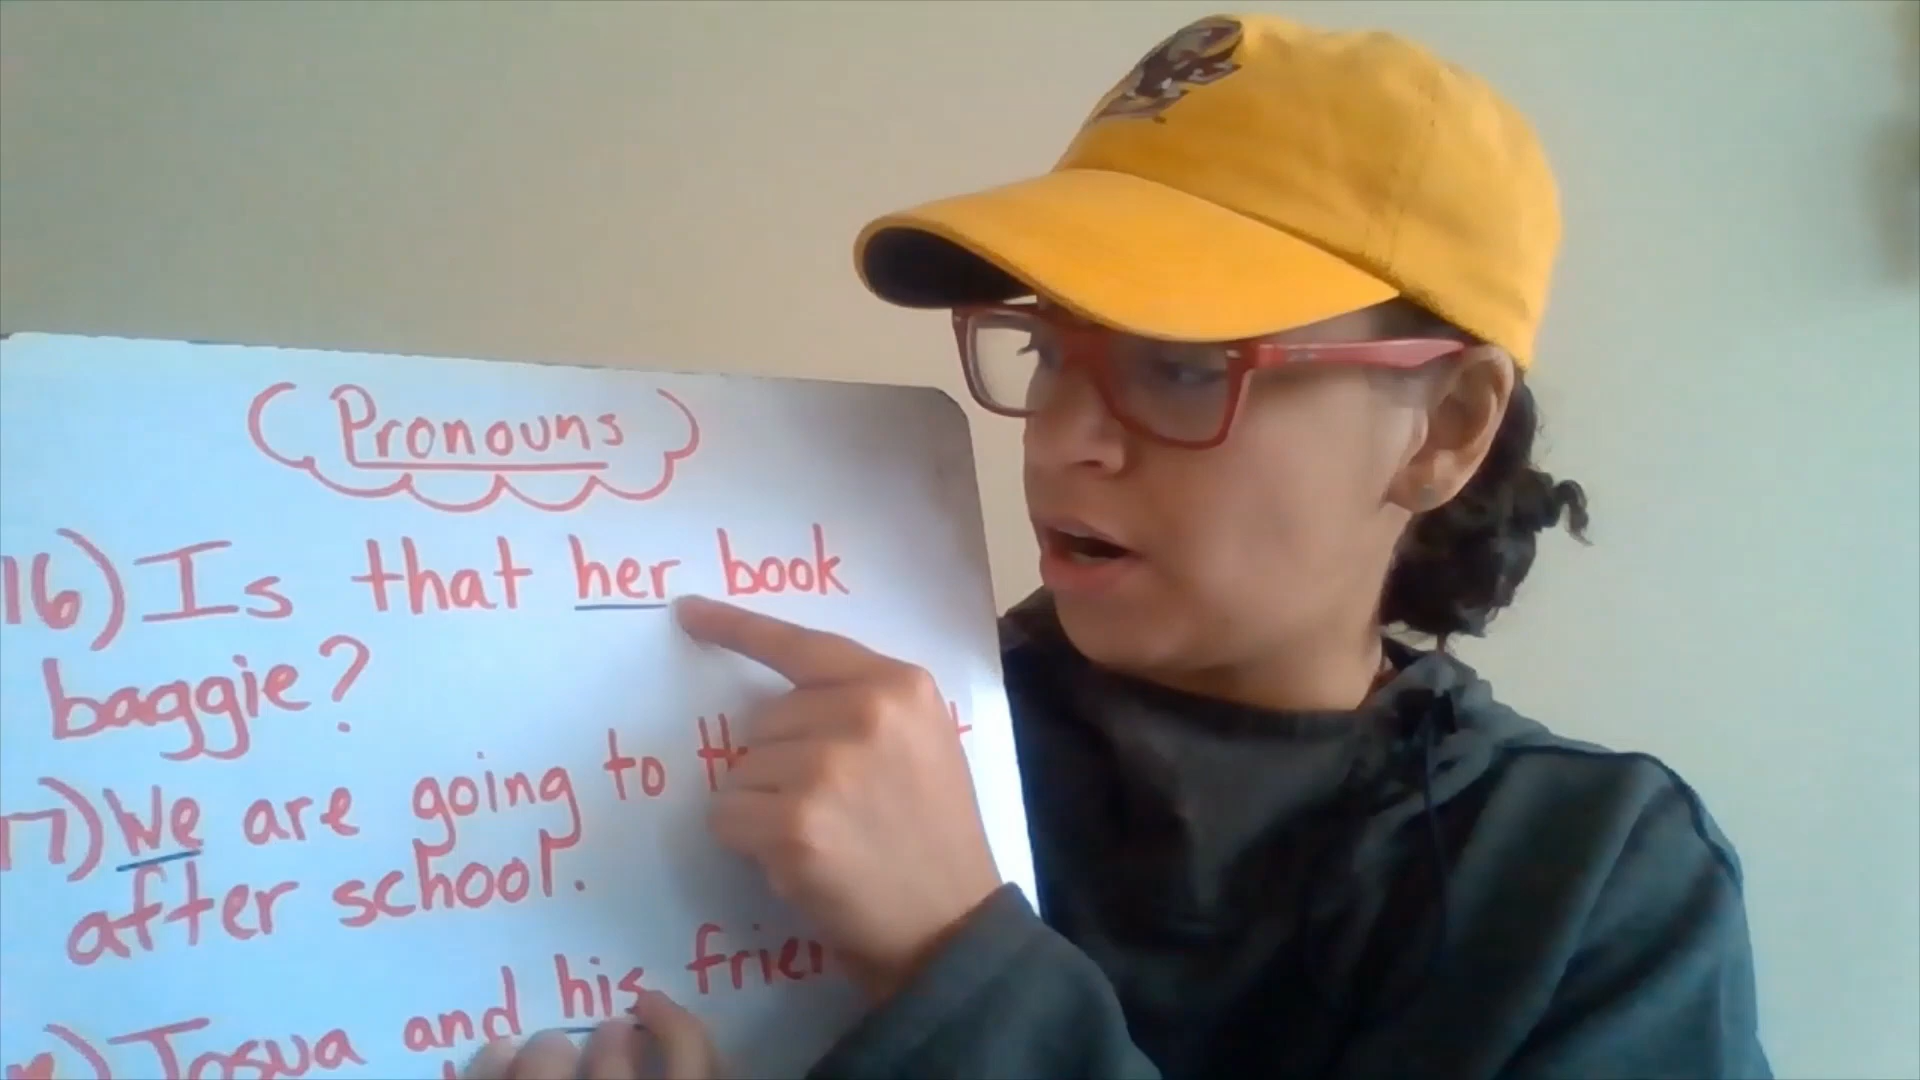 Pronouns
16) Is that her book
baggie?
17) We are going to
after school.
Josua and his